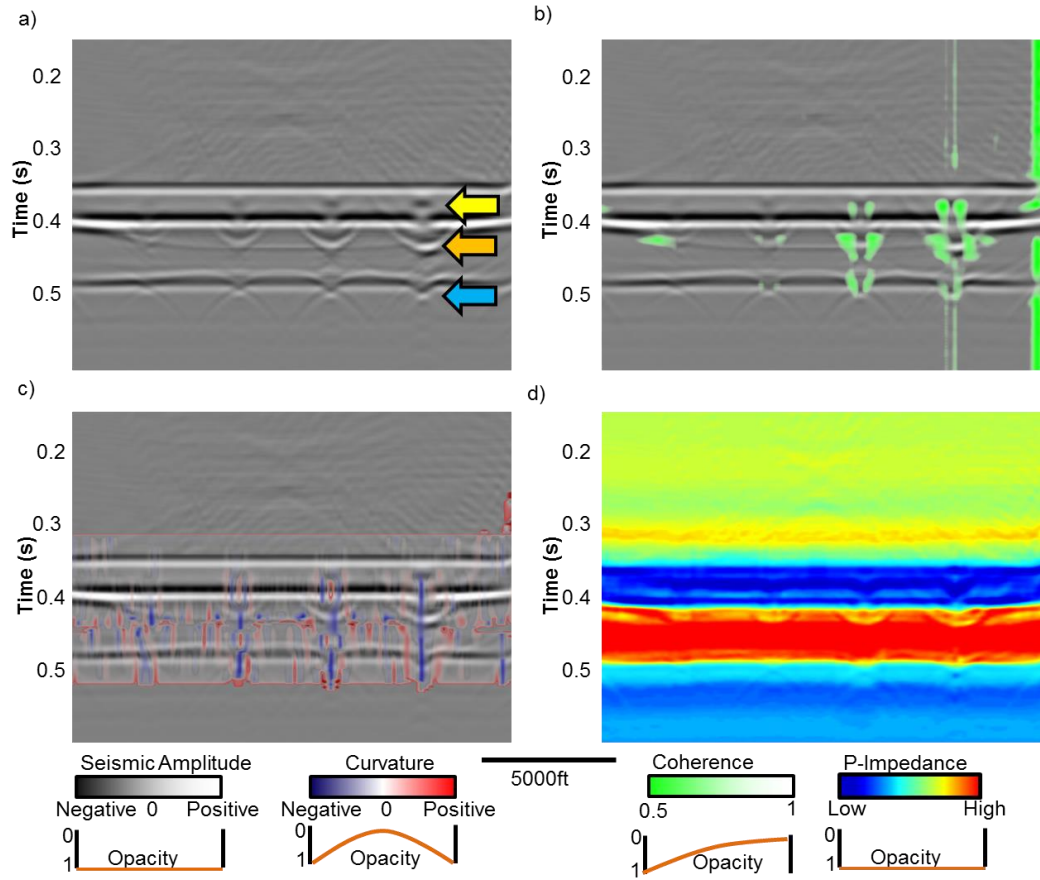 a)
b)
0.2
0.3
0.4
0.5
Time (s)
0.2
0.3
0.4
0.5
Time (s)
c)
d)
0.2
0.3
0.4
0.5
Time (s)
0.2
0.3
0.4
0.5
Time (s)
Seismic Amplitude
Negative 0 Positive
0
1
Opacity
Curvature
Negative 0 Positive
0
1
Opacity
5000ft
Coherence
0.5 1
0
1
Opacity
P-Impedance
Low High
0
1
Opacity